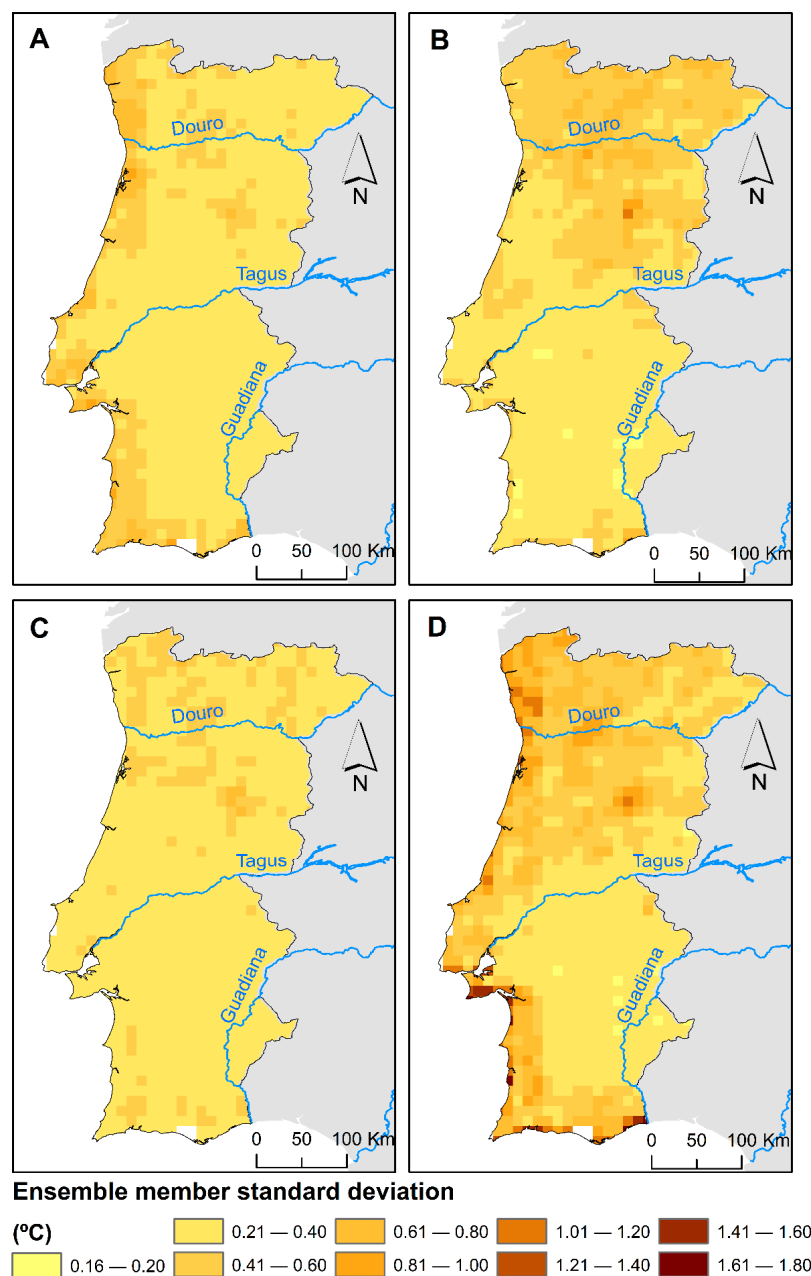 A
Douro
N
Tagus
Guadiana
0 50 100 Km
B
Douro
N
Tagus
Guadiana
0 50 100 Km
C
Douro
N
Tagus
Guadiana
0 50 100 Km
D
Douro
N
Tagus
Guadiana
0 50 100 Km
Ensemble member standard deviation
(ºC)
0.21 — 0.40 0.61 — 0.80 1.01 — 1.20 1.41 — 1.60
0.16 — 0.20 0.41 — 0.60 0.81 — 1.00 1.21 — 1.40 1.61 — 1.80